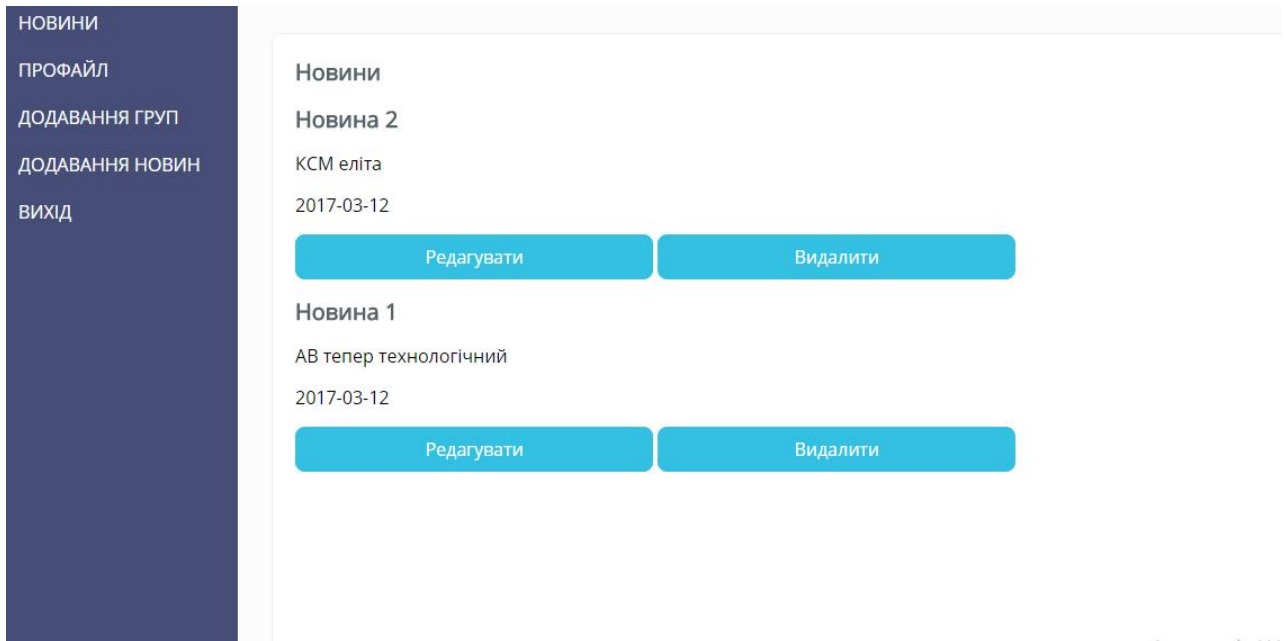 НОВИНИ
ПРОФАЙЛ
ДОДАВАННЯ ГРУП
ДОДАВАННЯ НОВИН
ВИХІД
Новини
Новина 2
КСМ еліта
2017-03-12
Редагувати Видалити
Новина 1
АВ тепер технологічний
2017-03-12
Редагувати Видалити